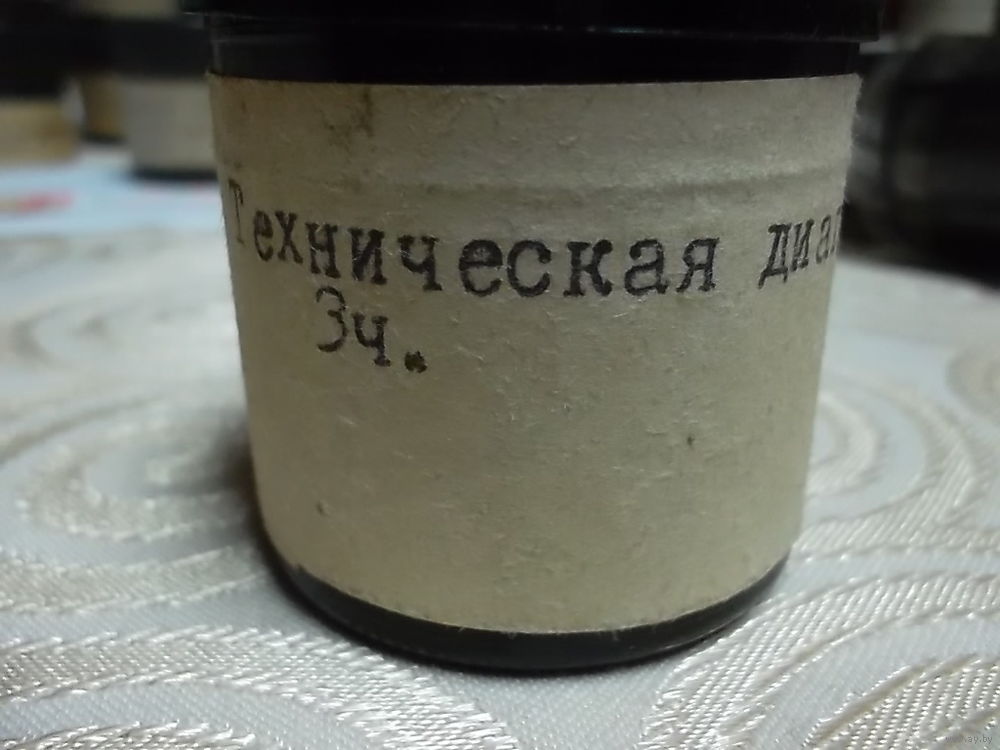 Техническая диа
3ч.